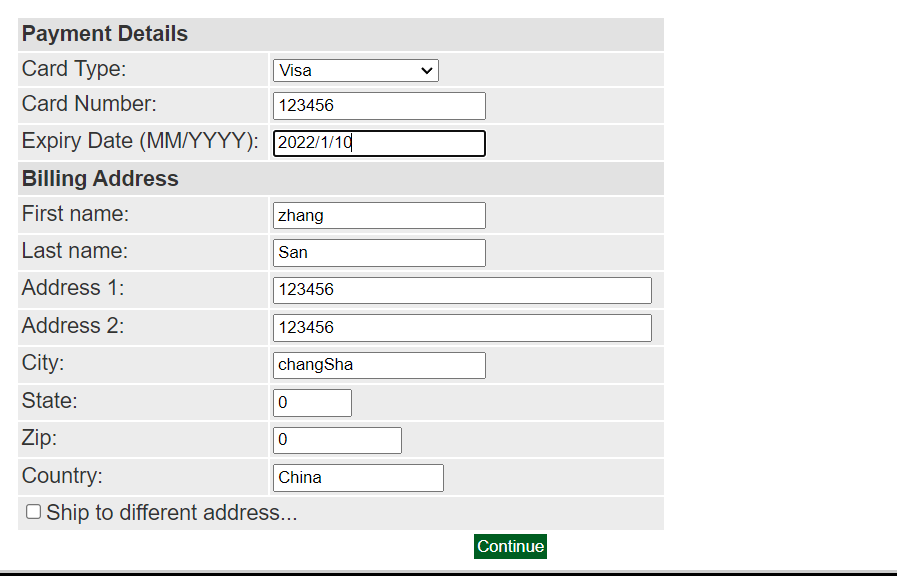 Payment Details
Card Type: Visa
Card Number: 123456
Expiry Date (MM/YYYY): 2022/1/10
Billing Address
First name: zhang
Last name: San
Address 1: 123456
Address 2: 123456
City: changSha
State: 0
Zip: 0
Country: China
Ship to different address...
Continue